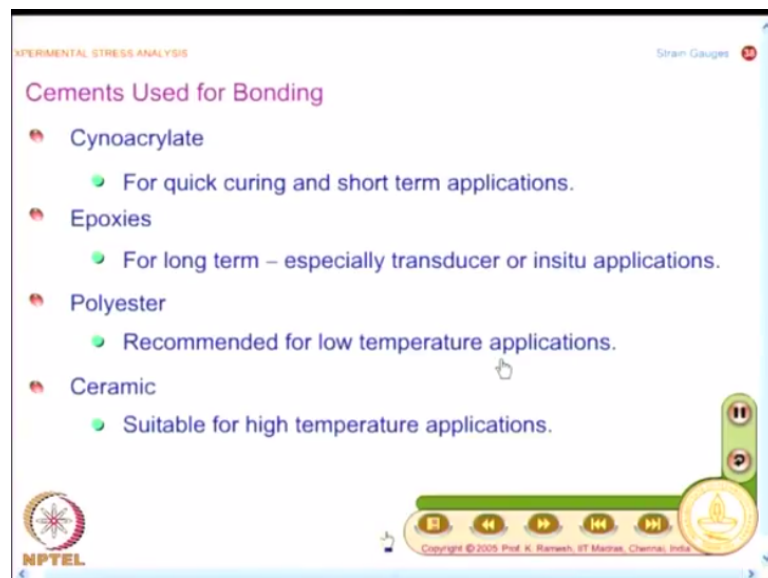 XPERIMENTAL STRESS ANALYSIS
Strain Gauges 38
Cements Used for Bonding
Cynoacrylate
For quick curing and short term applications.
Epoxies
For long term – especially transducer or insitu applications.
Polyester
Recommended for low temperature applications.
Ceramic
Suitable for high temperature applications.
NPTEL
Copyright © 2005 Prof. K. Ramesh, IIT Madras, Chennai, India